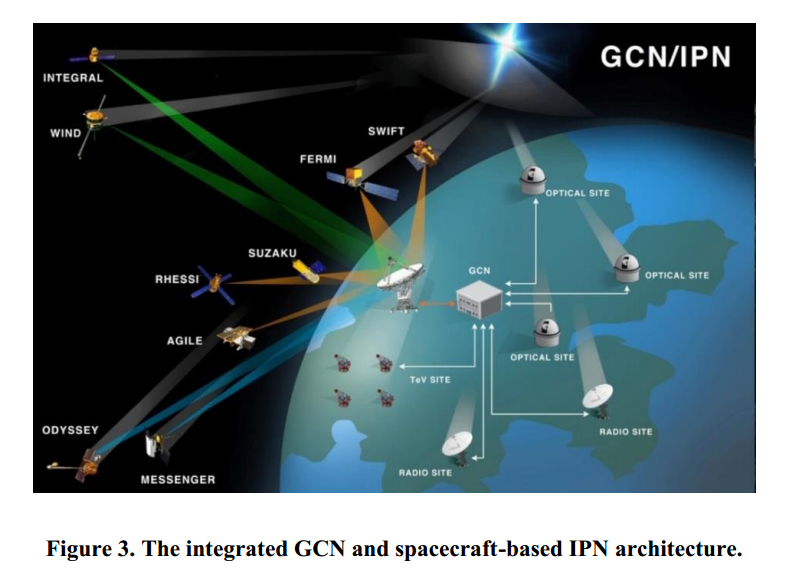 GCN/IPN
INTEGRAL
WIND
SWIFT
FERMI
OPTICAL SITE
SUZAKU
RHESSI
GCN
OPTICAL SITE
AGILE
OPTICAL SITE
TeV SITE
ODYSSEY
RADIO SITE
MESSENGER
RADIO SITE
Figure 3. The integrated GCN and spacecraft-based IPN architecture.